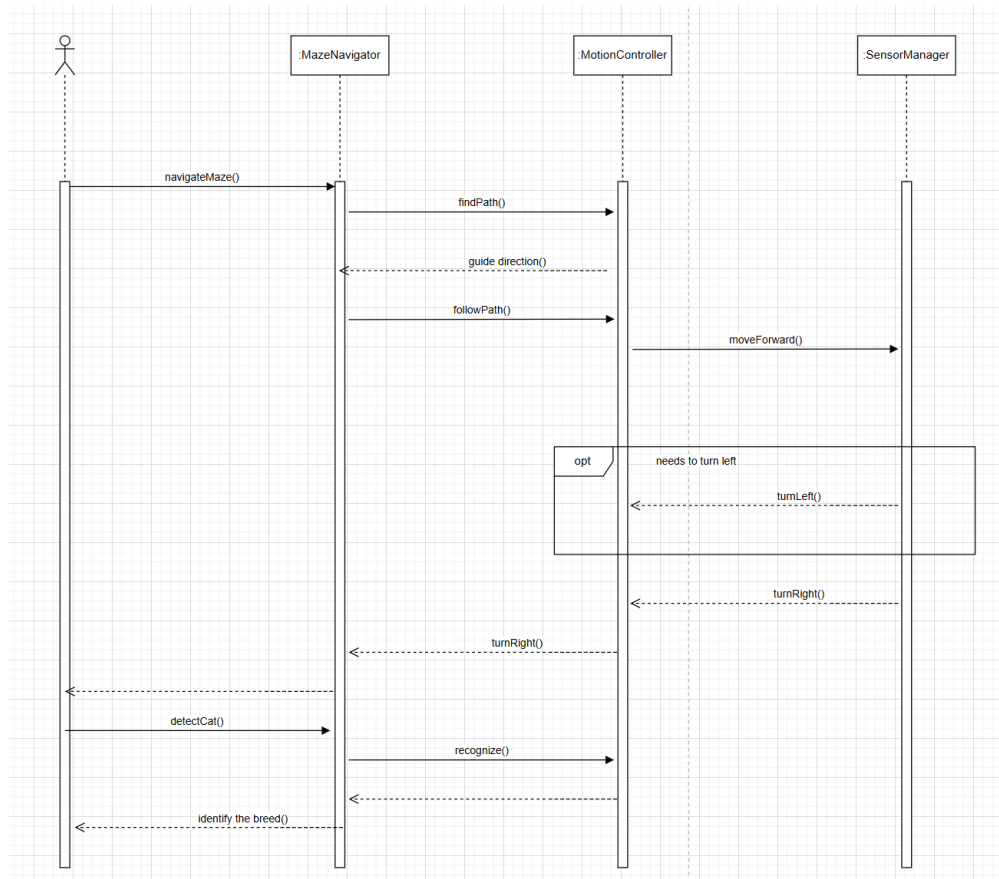 :MazeNavigator
:MotionController
:SensorManager
navigateMaze()
findPath()
guide direction()
followPath()
moveForward()
opt
needs to turn left
turnLeft()
turnRight()
turnRight()
detectCat()
recognize()
identify the breed()